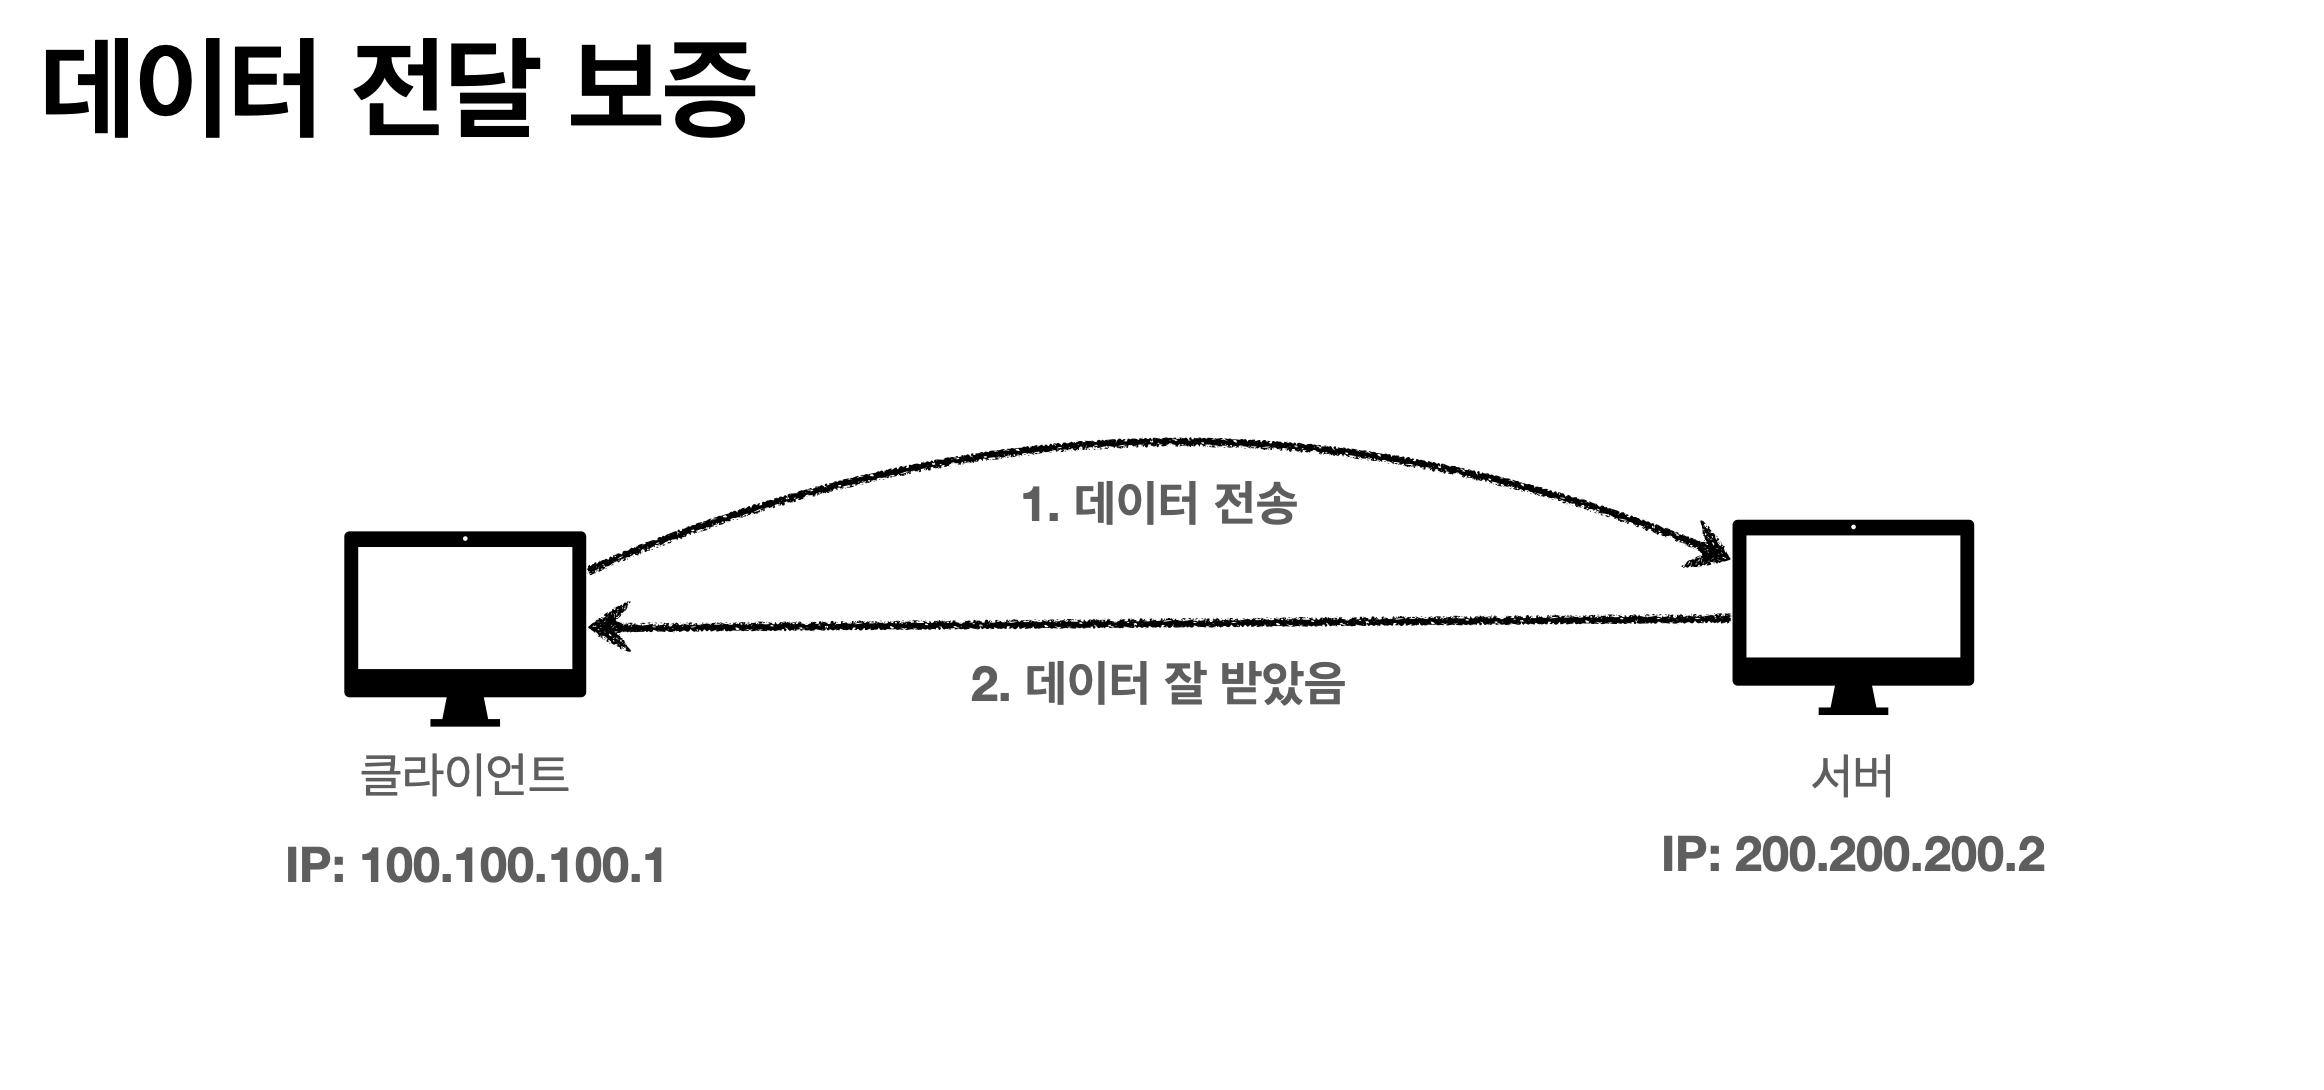 데이터 전달 보증
1. 데이터 전송
2. 데이터 잘 받았음
클라이언트
서버
IP: 100.100.100.1
IP: 200.200.200.2